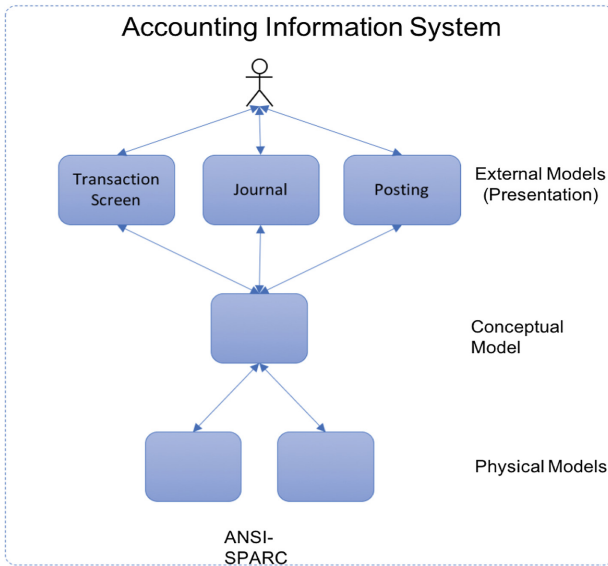 Accounting Information System
Transaction
Screen
Journal
Posting
External Models
(Presentation)
Conceptual
Model
Physical Models
ANSI-
SPARC